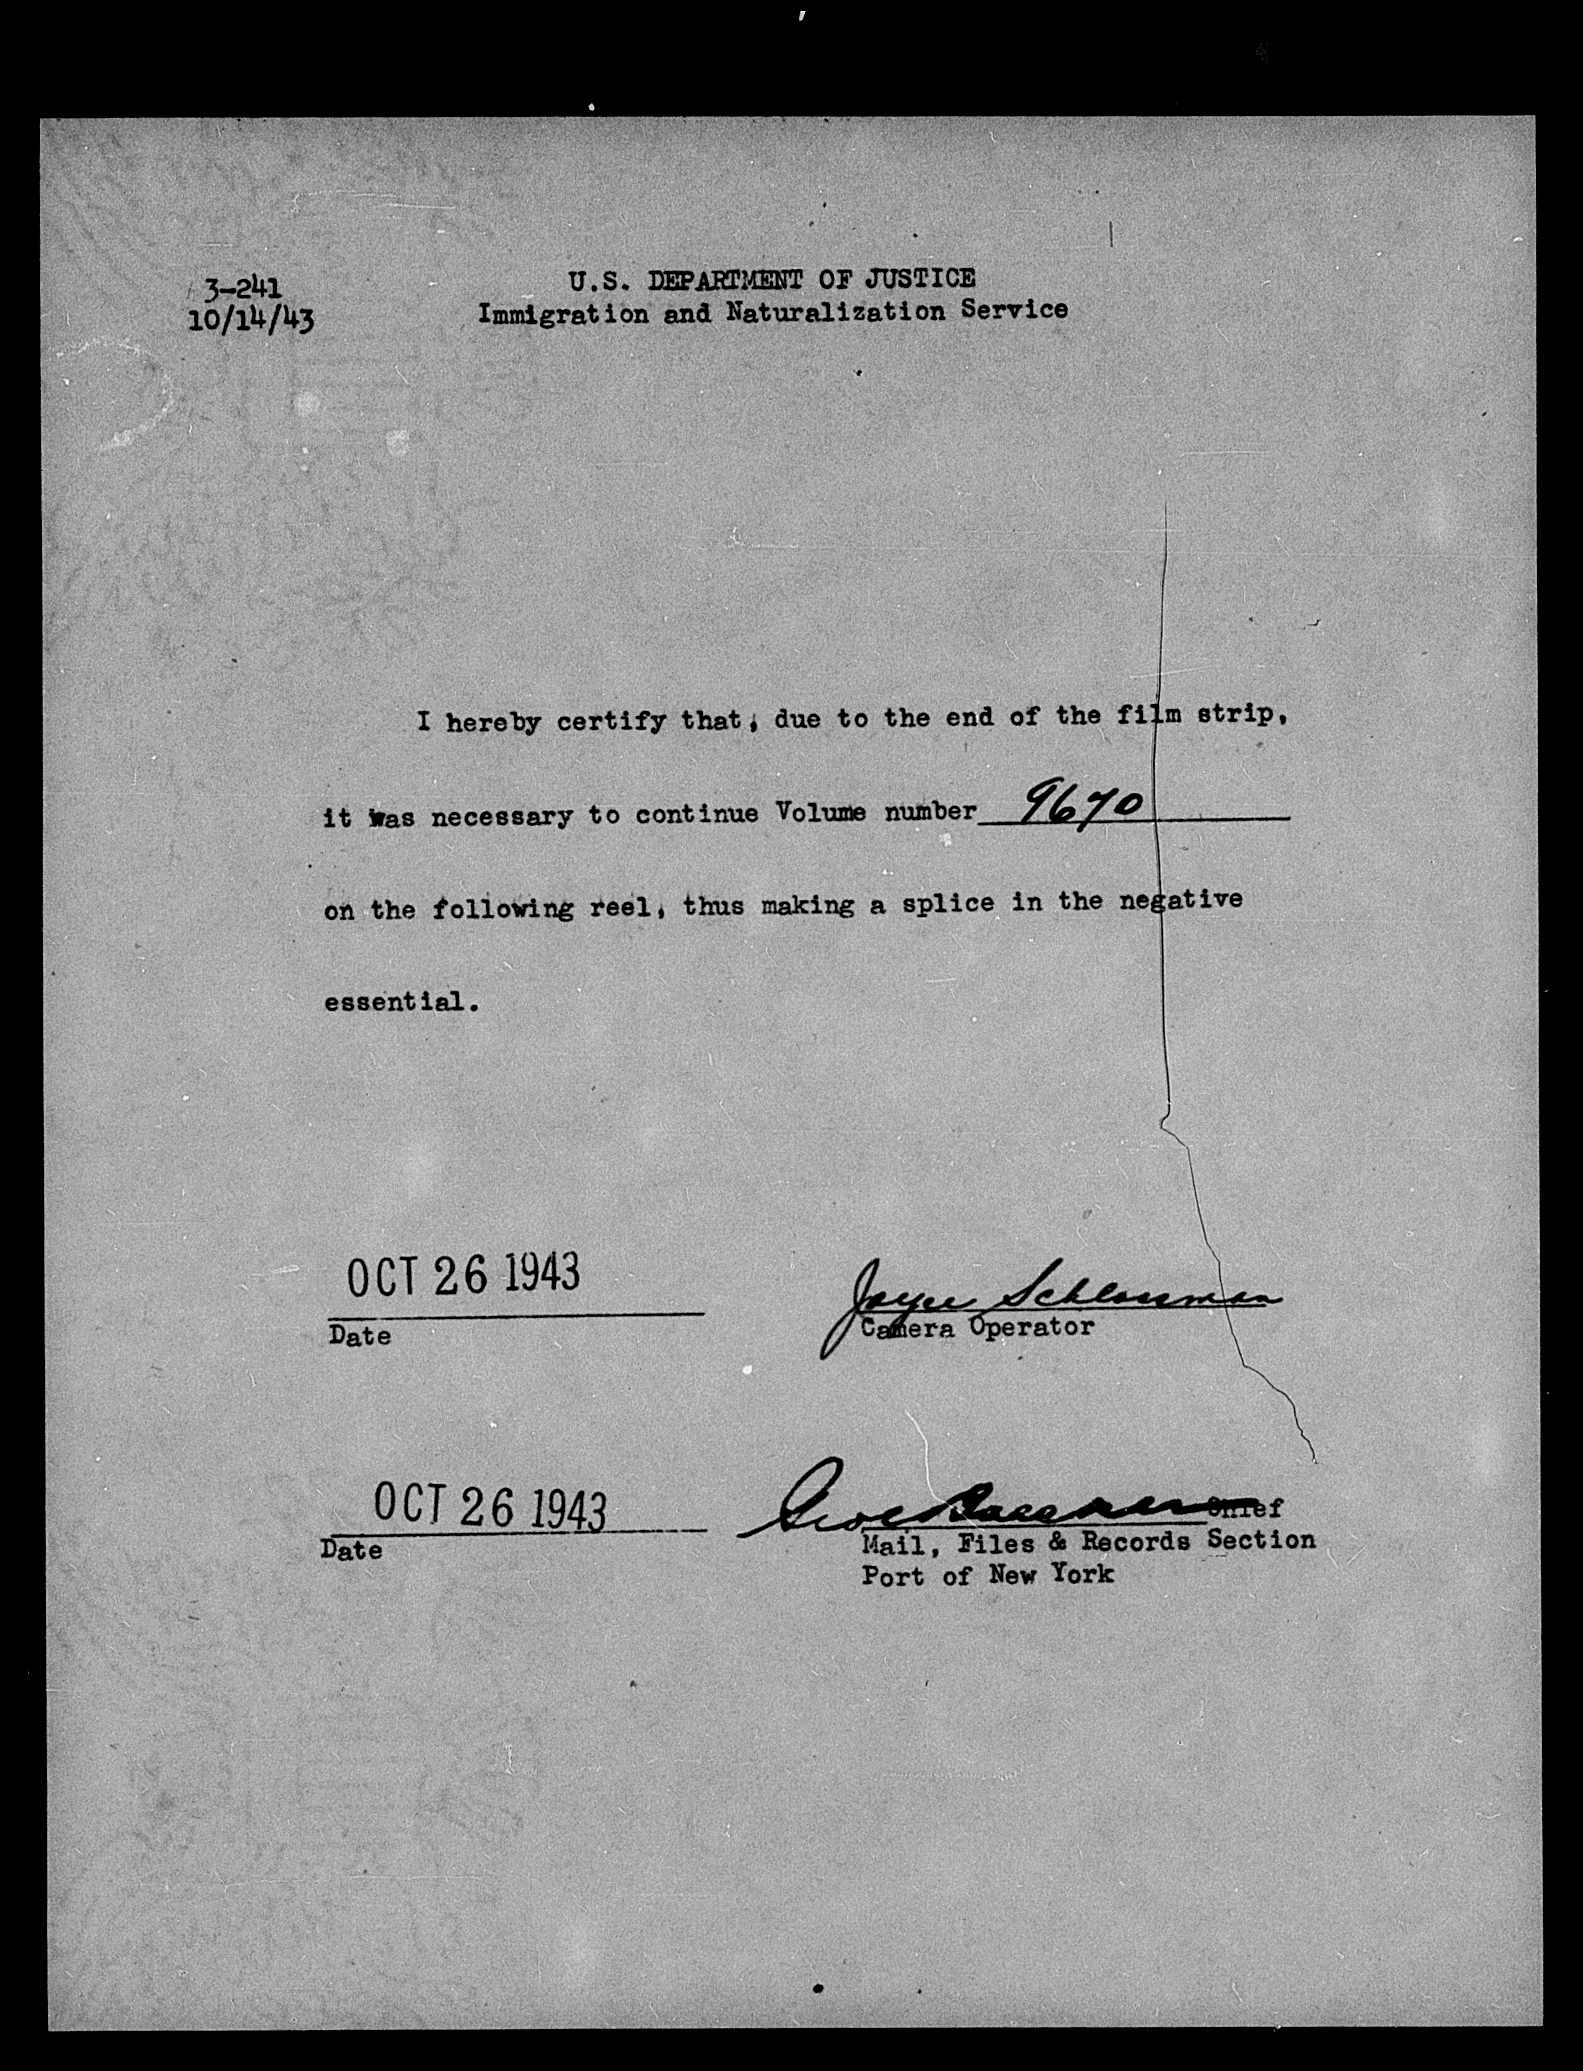 3-241
10/14/43
U.S. DEPARTMENT OF JUSTICE
Immigration and Naturalization Service
I hereby certify that, due to the end of the film strip,
it was necessary to continue Volume number 9670
on the following reel, thus making a splice in the negative
essential.
OCT 26 1943
Date
Joyce Schlossman
Camera Operator
OCT 26 1943
Date
Chief
Mail, Files & Records Section
Port of New York